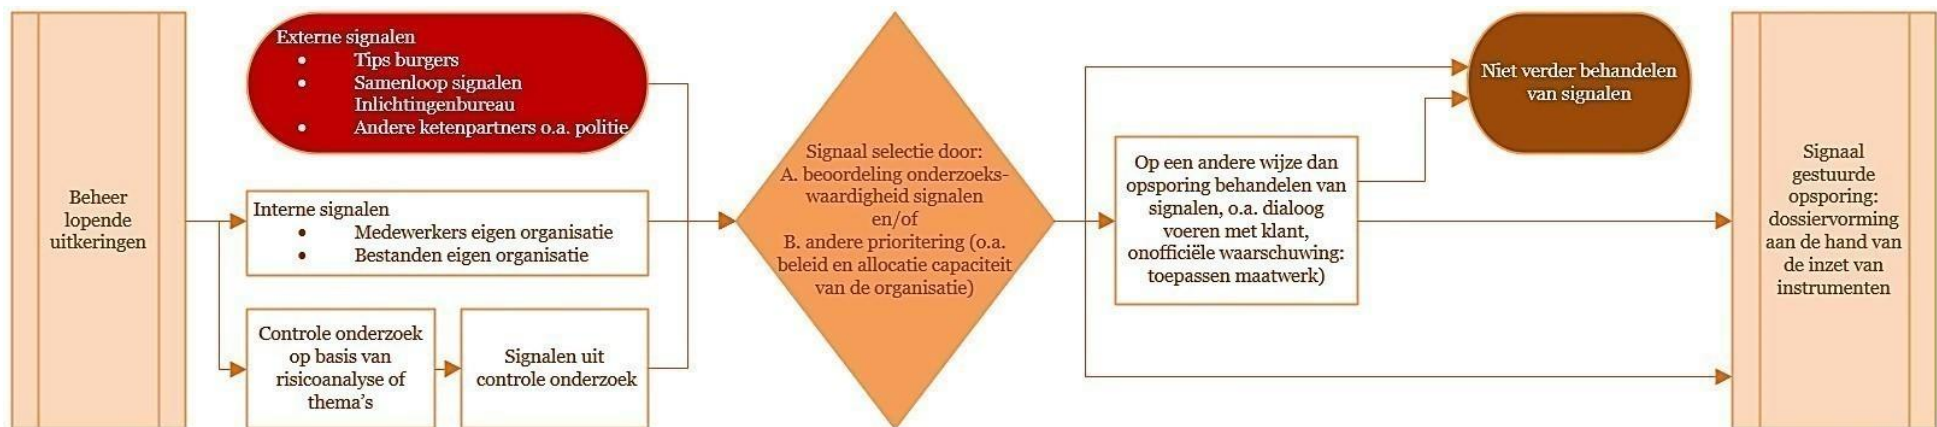 Beheer
lopende
uitkeringen
Externe signalen
• Tips burgers
• Samenloop signalen
Inlichtingenbureau
• Andere ketenpartners o.a. politie
Interne signalen
• Medewerkers eigen organisatie
• Bestanden eigen organisatie
Controle onderzoek
op basis van
risicoanalyse of
thema's
Signalen uit
controle onderzoek
Signaal selectie door:
A. beoordeling onderzoeks-
waardigheid signalen
en/of
B. andere prioritering (o.a.
beleid en allocatie capaciteit
van de organisatie)
Op een andere wijze dan
opsporing behandelen van
signalen, o.a. dialoog
voeren met klant,
onofficiële waarschuwing:
toepassen maatwerk)
Niet verder behandelen
van signalen
Signaal
gestuurde
opsporing:
dossiervorming
aan de hand van
de inzet van
instrumenten